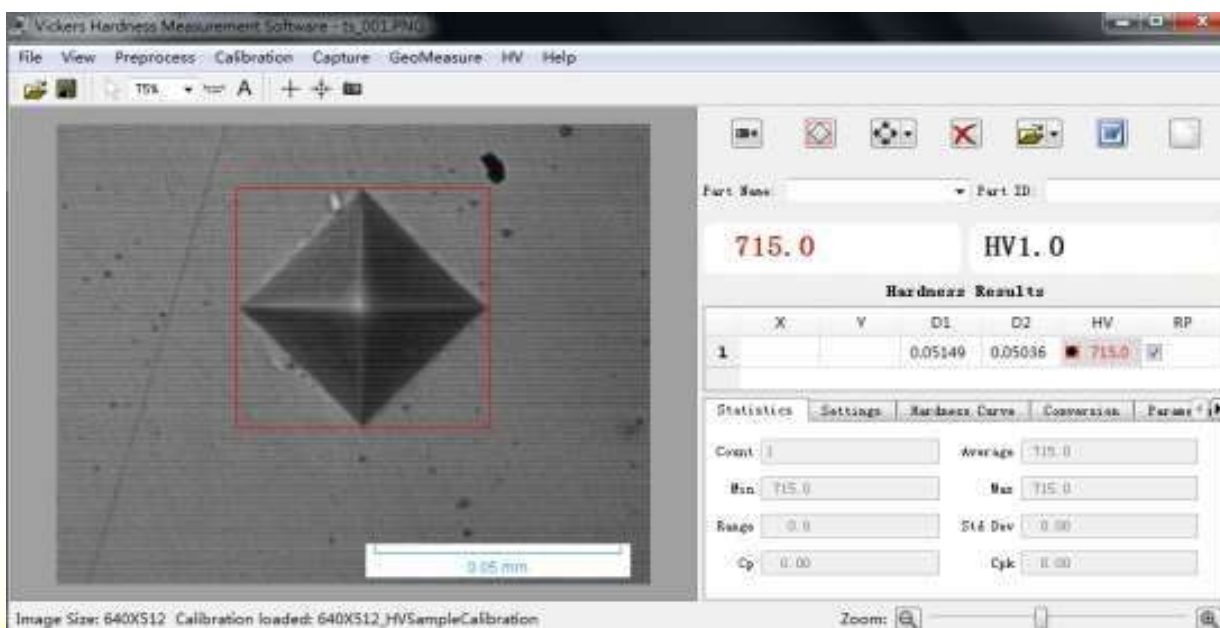 Vickers Hardness Measurement Software - ts_001.PNG
File View Preprocess Calibration Capture GeoMeasure HV Help
75% A
Part Name: Part ID:
715.0 HV1.0
Hardness Results
X Y D1 D2 HV RP
1 0.05149 0.05036 715.0
Statistics Settings Hardness Curve Conversion
Count 1 Average 715.0
Min 715.0 Max 715.0
Range 0.0 Std Dev 0.00
Cp 0.00 Cpk 0.00
0.05 mm
Image Size: 640X512 Calibration loaded: 640X512_HVSampleCalibration Zoom: